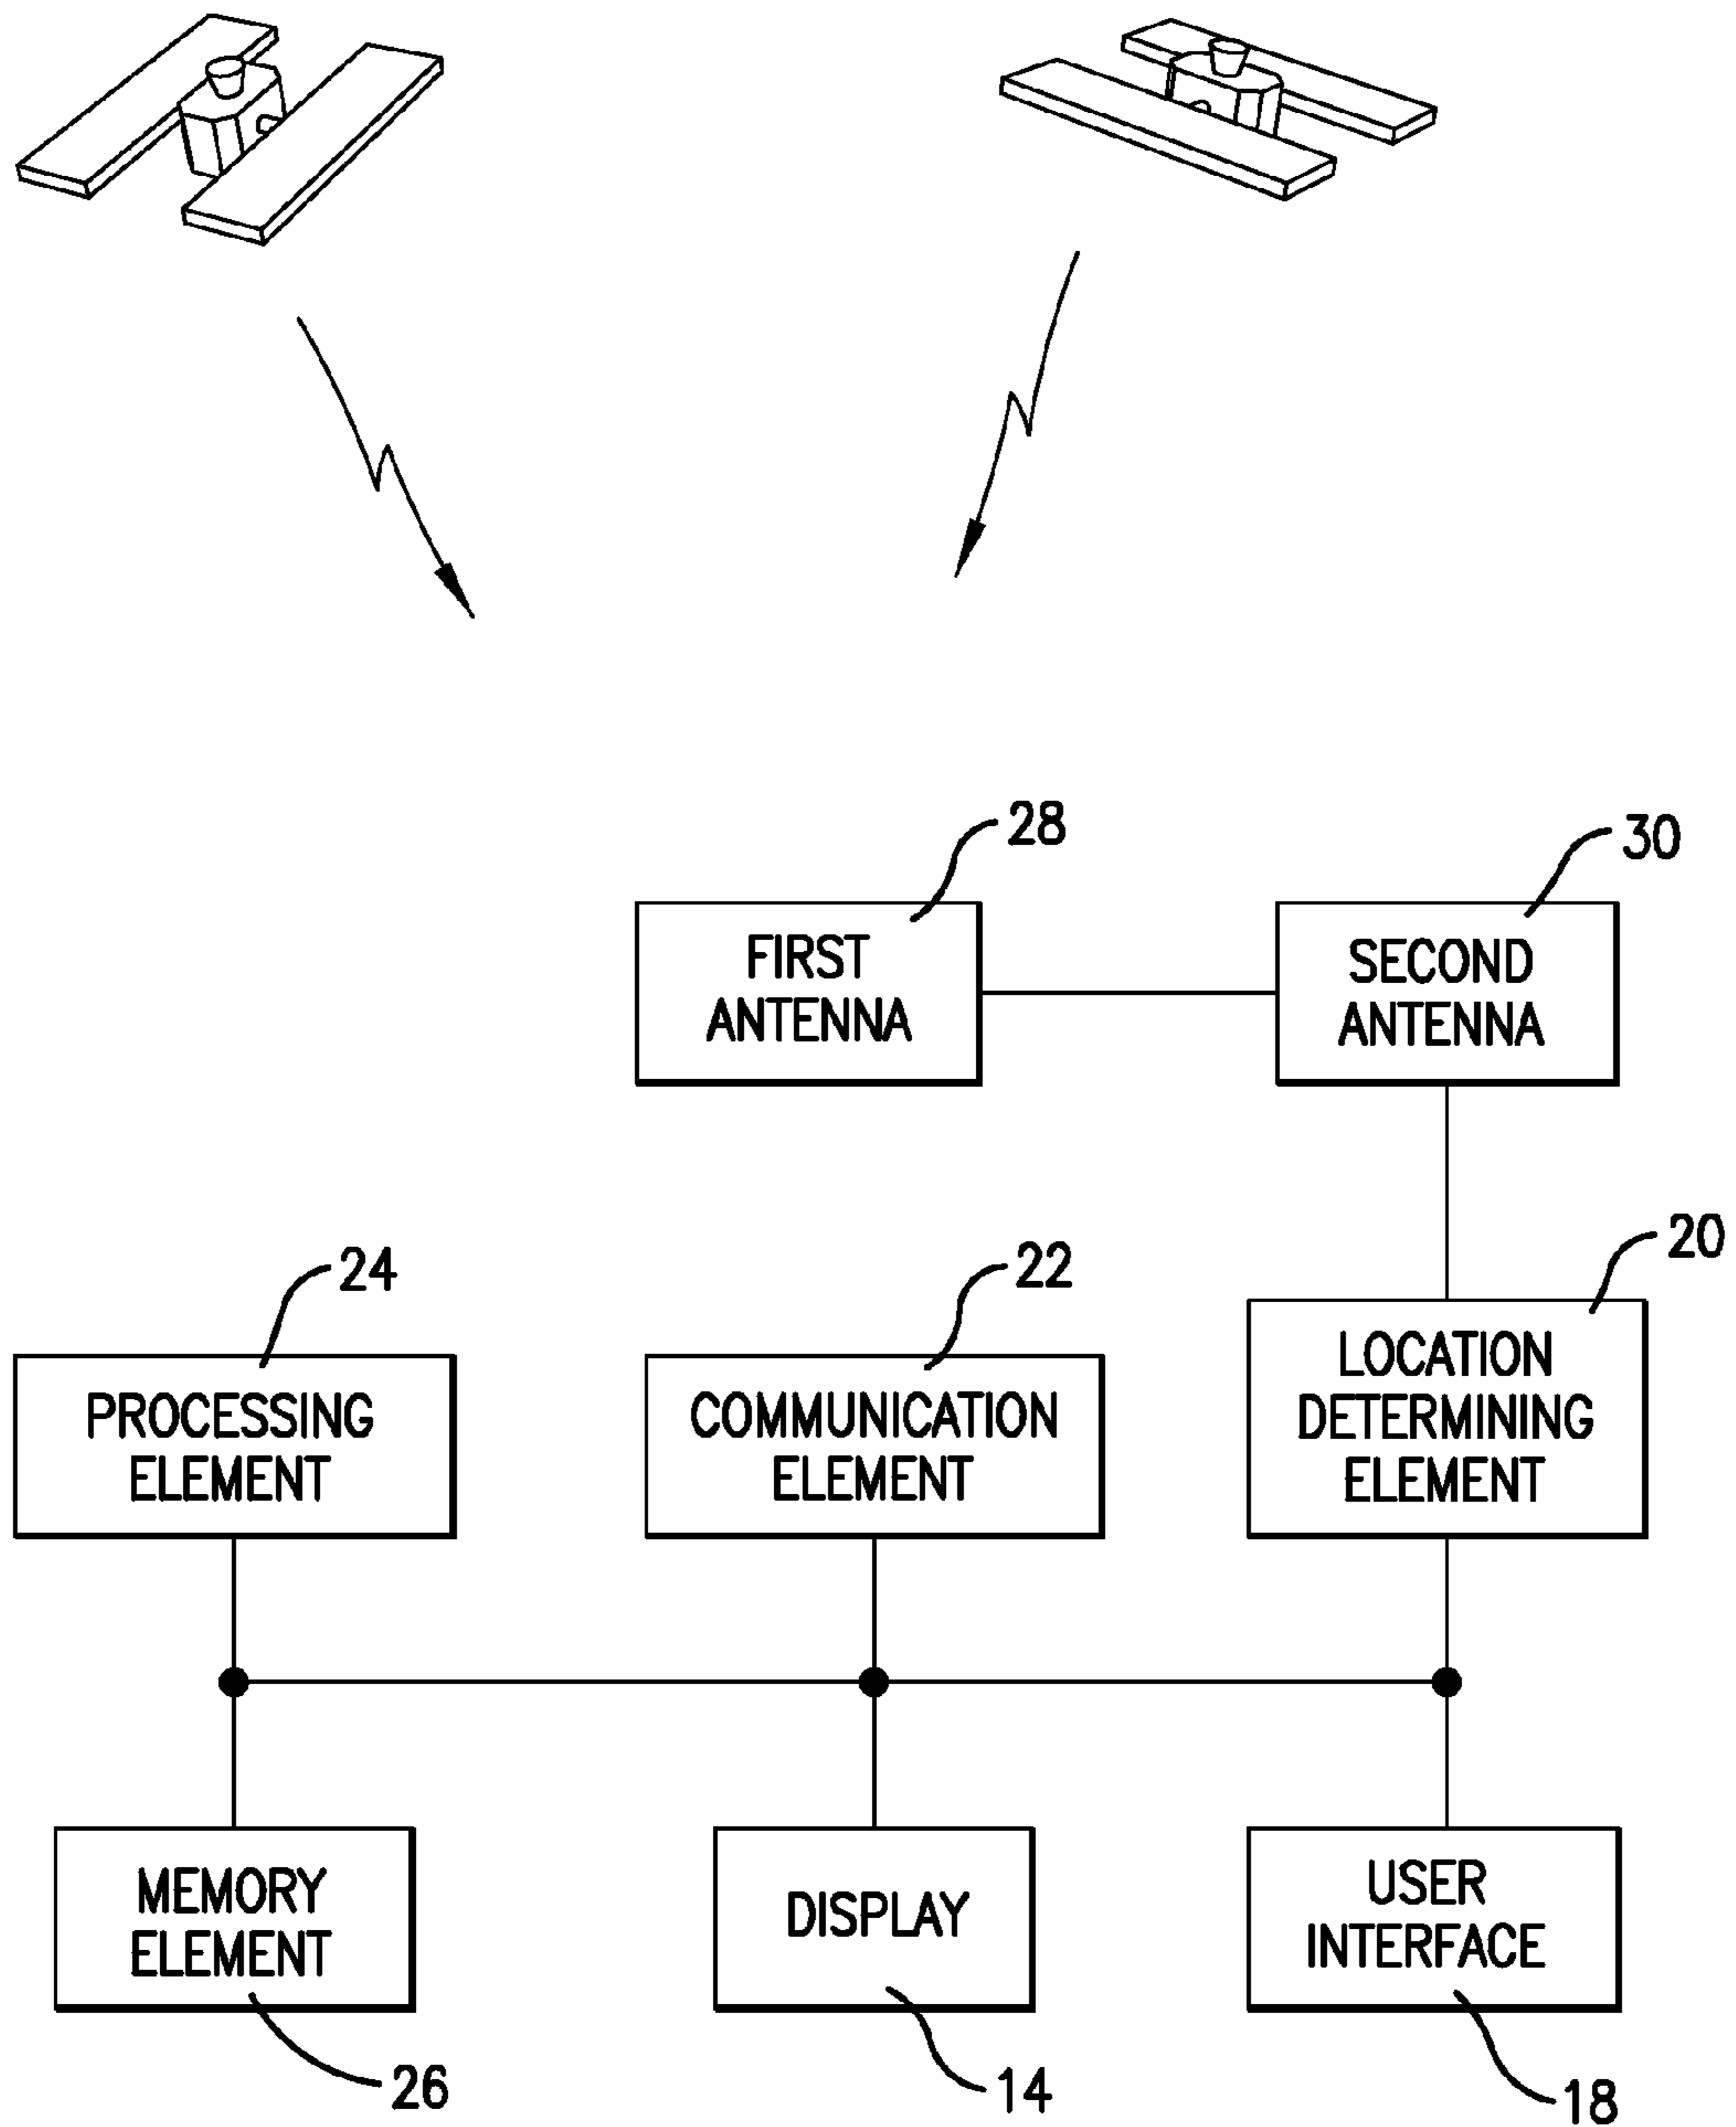 28
30
FIRST
ANTENNA
SECOND
ANTENNA
24
22
20
PROCESSING
ELEMENT
COMMUNICATION
ELEMENT
LOCATION
DETERMINING
ELEMENT
MEMORY
ELEMENT
DISPLAY
USER
INTERFACE
26
14
18